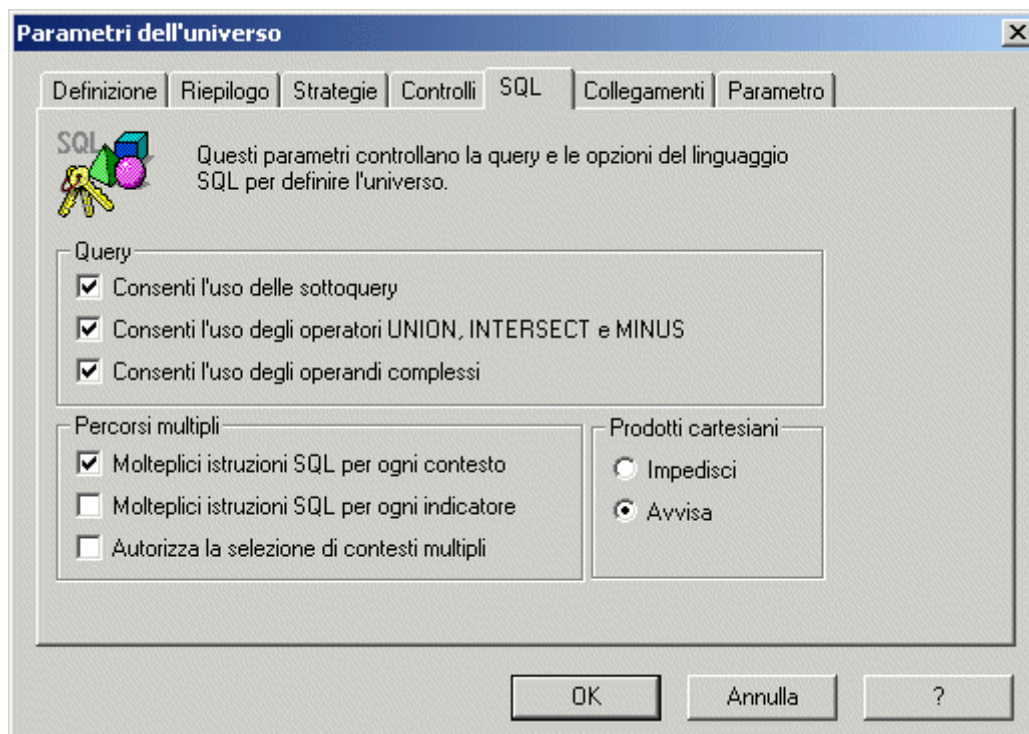 Parametri dell'universo
Definizione Riepilogo Strategie Controlli SQL Collegamenti Parametro
SQL
Questi parametri controllano la query e le opzioni del linguaggio
SQL per definire l'universo.
Query
Consenti l'uso delle sottoquery
Consenti l'uso degli operatori UNION, INTERSECT e MINUS
Consenti l'uso degli operandi complessi
Percorsi multipli
Molteplici istruzioni SQL per ogni contesto
Molteplici istruzioni SQL per ogni indicatore
Autorizza la selezione di contesti multipli
Prodotti cartesiani
Impedisci
Avvisa
OK Annulla ?